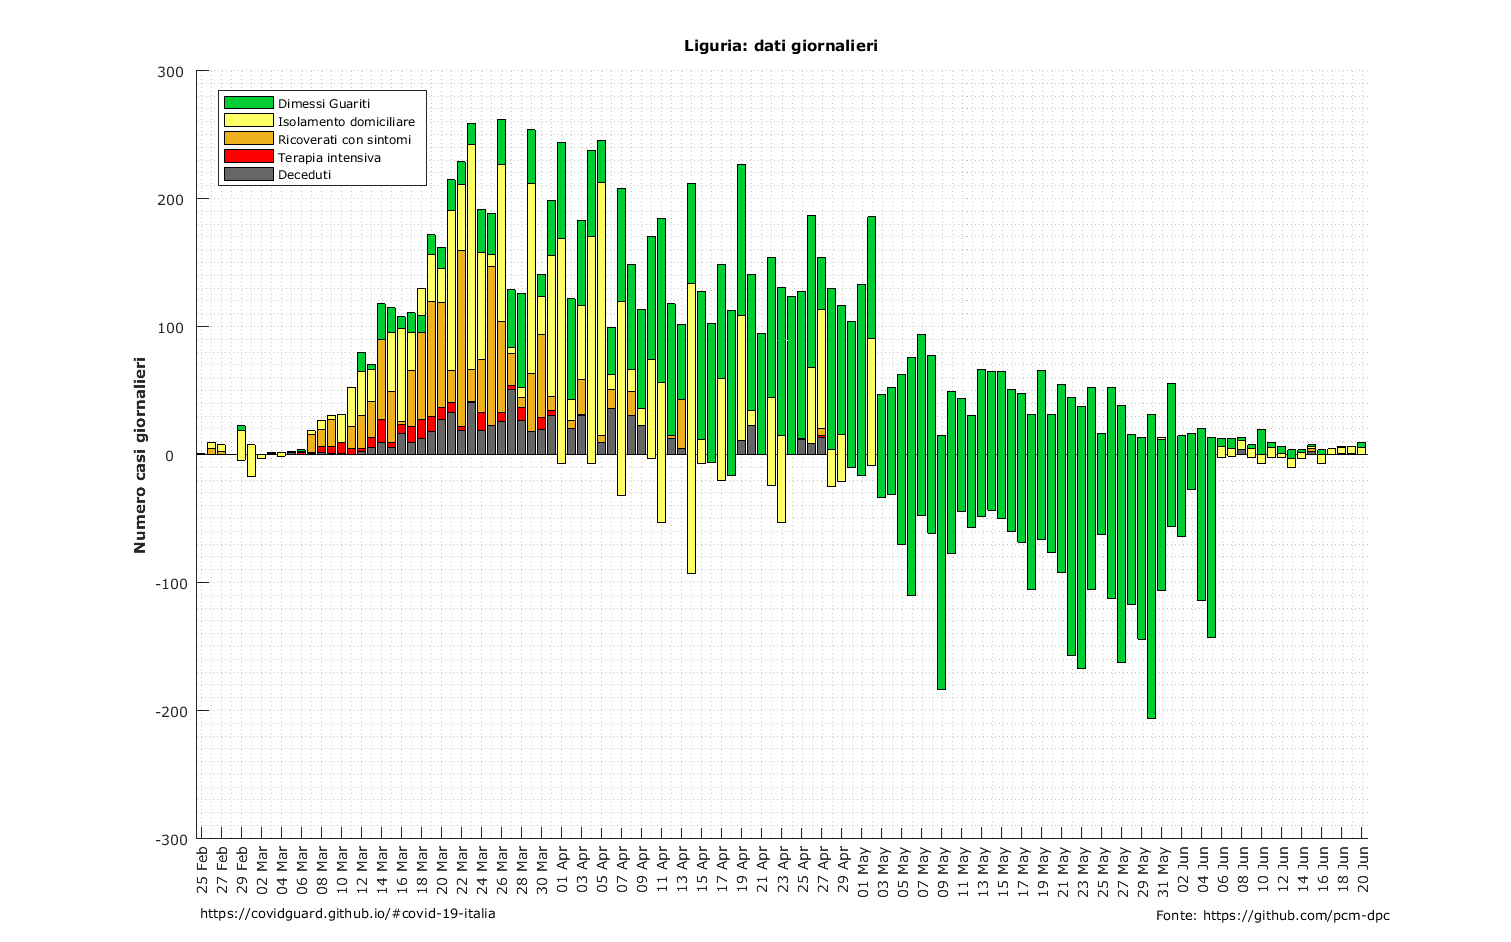 Liguria: dati giornalieri
Numero casi giornalieri
300
200
100
0
-100
-200
-300
Dimessi Guariti
Isolamento domiciliare
Ricoverati con sintomi
Terapia intensiva
Deceduti
25 Feb
27 Feb
29 Feb
02 Mar
04 Mar
06 Mar
08 Mar
10 Mar
12 Mar
14 Mar
16 Mar
18 Mar
20 Mar
22 Mar
24 Mar
26 Mar
28 Mar
30 Mar
01 Apr
03 Apr
05 Apr
07 Apr
09 Apr
11 Apr
13 Apr
15 Apr
17 Apr
19 Apr
21 Apr
23 Apr
25 Apr
27 Apr
29 Apr
01 May
03 May
05 May
07 May
09 May
11 May
13 May
15 May
17 May
19 May
21 May
23 May
25 May
27 May
29 May
31 May
02 Jun
04 Jun
06 Jun
08 Jun
10 Jun
12 Jun
14 Jun
16 Jun
18 Jun
20 Jun
https://covidguard.github.io/#covid-19-italia
Fonte: https://github.com/pcm-dpc